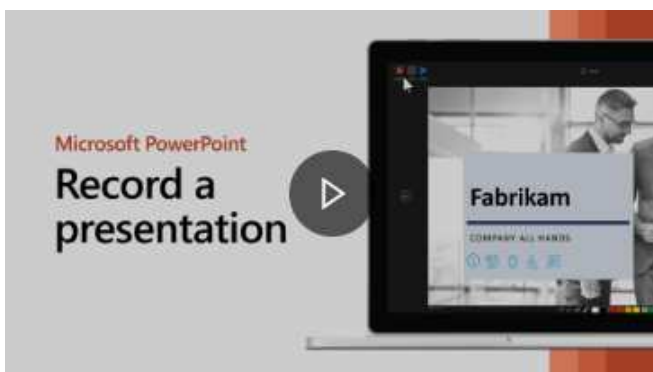 Microsoft PowerPoint
Record a
presentation
Fabrikam
COMPANY ALL HANDS